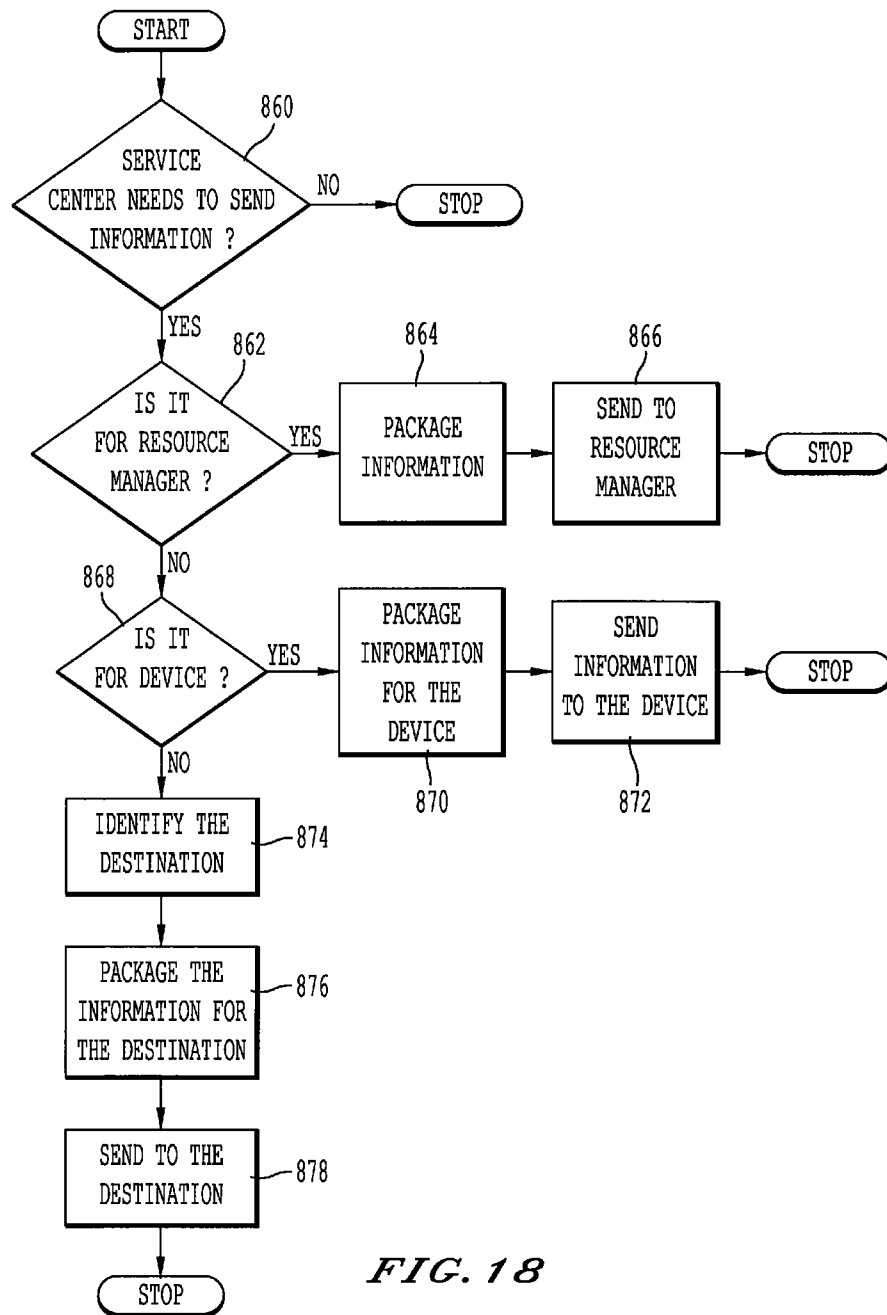 START
860
SERVICE
CENTER NEEDS TO SEND
INFORMATION ?
NO
STOP
YES
862
IS IT
FOR RESOURCE
MANAGER ?
YES
864
PACKAGE
INFORMATION
866
SEND TO
RESOURCE
MANAGER
STOP
NO
868
IS IT
FOR DEVICE ?
YES
PACKAGE
INFORMATION
FOR THE
DEVICE
870
SEND
INFORMATION
TO THE DEVICE
872
STOP
NO
IDENTIFY THE
DESTINATION
874
PACKAGE THE
INFORMATION FOR
THE DESTINATION
876
SEND TO THE
DESTINATION
878
STOP
FIG. 18